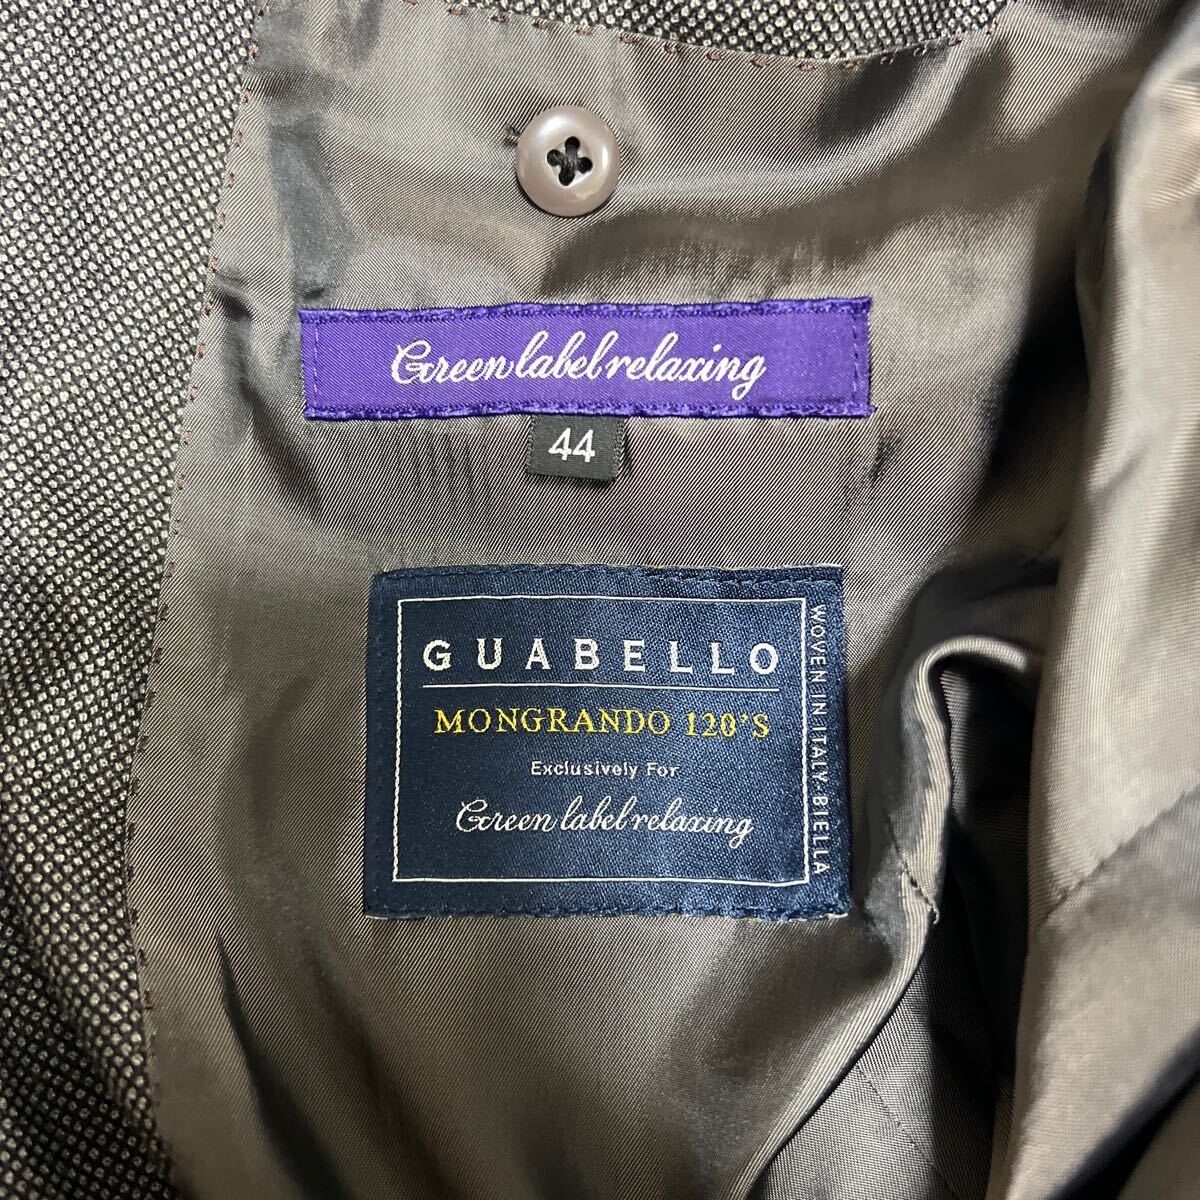 Green label relaxing
44
GUABELLO
MONGRANDO 120'S
Exclusively For
Green label relaxing
WOVEN IN ITALY-BIELLA